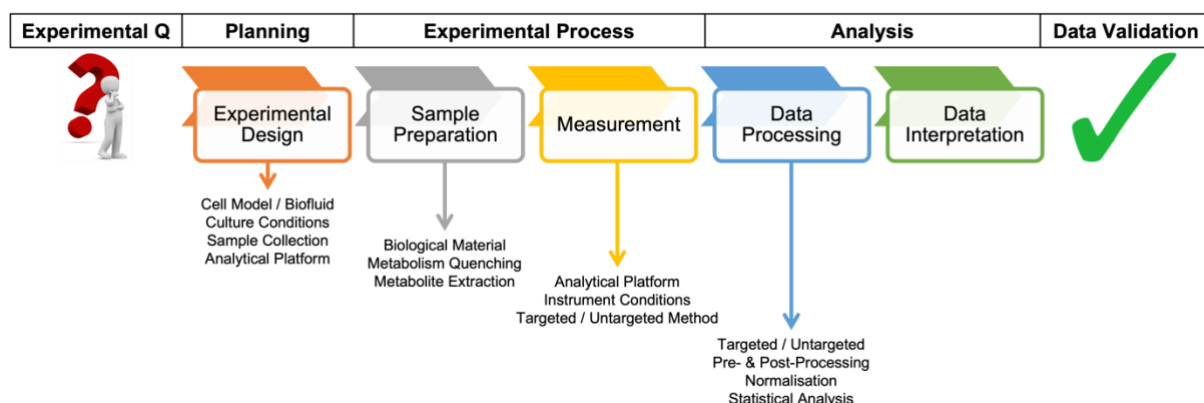 Experimental Q
Planning
Experimental Process
Analysis
Data Validation
Experimental
Design
Sample
Preparation
Measurement
Data
Processing
Data
Interpretation
Cell Model / Biofluid
Culture Conditions
Sample Collection
Analytical Platform
Biological Material
Metabolism Quenching
Metabolite Extraction
Analytical Platform
Instrument Conditions
Targeted / Untargeted Method
Targeted / Untargeted
Pre- & Post-Processing
Normalisation
Statistical Analysis